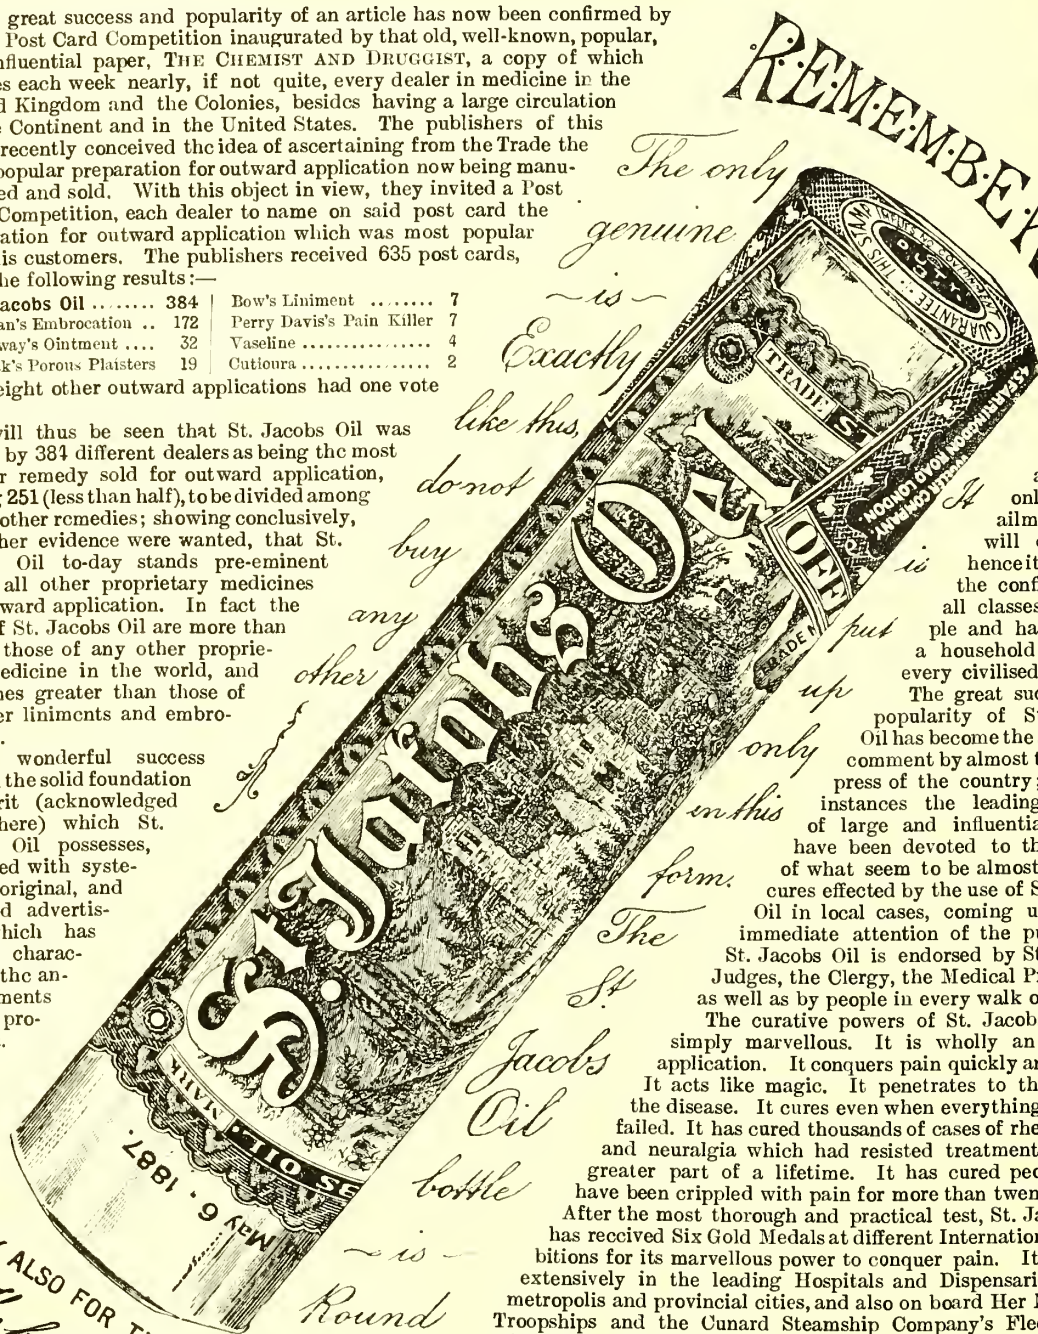 great success and popularity of an article has now been confirmed by
Post Card Competition inaugurated by that old, well-known, popular,
nfluential paper, THE CHEMIST AND DRUGGIST, a copy of which
es each week nearly, if not quite, every dealer in medicine in the
d Kingdom and the Colonies, besides having a large circulation
e Continent and in the United States. The publishers of this
recently conceived the idea of ascertaining from the Trade the
popular preparation for outward application now being manu-
ed and sold. With this object in view, they invited a Post
Competition, each dealer to name on said post card the
ation for outward application which was most popular
is customers. The publishers received 635 post cards,
he following results:—
acobs Oil ........ 384
an's Embrocation .. 172
way's Ointment .... 32
k's Porous Plaisters 19
Bow's Liniment ........ 7
Perry Davis's Pain Killer 7
Vaseline ............... 4
Cutioura ............... 2
eight other outward applications had one vote
ill thus be seen that St. Jacobs Oil was
by 384 different dealers as being the most
r remedy sold for outward application,
g 251 (less than half), to be divided among
other remedies; showing conclusively,
her evidence were wanted, that St.
Oil to-day stands pre-eminent
all other proprietary medicines
ward application. In fact the
f St. Jacobs Oil are more than
those of any other proprie-
edicine in the world, and
es greater than those of
er liniments and embro-
wonderful success
the solid foundation
rit (acknowledged
here) which St.
Oil possesses,
ed with syste-
original, and
d advertis-
hich has
charac-
the an-
ments
pro-
REMEMBE
The only
genuine
is
Exactly
like this,
do not
buy
any
other
GUARANTEE
THIS
STAMP
DUTY
TRADE
ST
St. Jacobs Oel
OFF
TRADE M
LONDON.
MARK
BS OIL
May 6. 1887.
It
is
put
up
only
in this
form.
The
St.
Jacobs
Oil
bottle
is
Round
ALSO FOR T
a
onl
ailm
will
hence it
the conf
all classes
ple and ha
a household
every civilised
The great suc
popularity of S
Oil has become the
comment by almost t
press of the country;
instances the leading
of large and influentia
have been devoted to th
of what seem to be almost
cures effected by the use of S
Oil in local cases, coming u
immediate attention of the pu
St. Jacobs Oil is endorsed by St
Judges, the Clergy, the Medical P
as well as by people in every walk o
The curative powers of St. Jacob
simply marvellous. It is wholly an
application. It conquers pain quickly an
It acts like magic. It penetrates to th
the disease. It cures even when everything
failed. It has cured thousands of cases of rhe
and neuralgia which had resisted treatment
greater part of a lifetime. It has cured peo
have been crippled with pain for more than twen
After the most thorough and practical test, St. Ja
has received Six Gold Medals at different Internation
bitions for its marvellous power to conquer pain. It
extensively in the leading Hospitals and Dispensari
metropolis and provincial cities, and also on board Her
Troopships and the Cunard Steamship Company's Flee